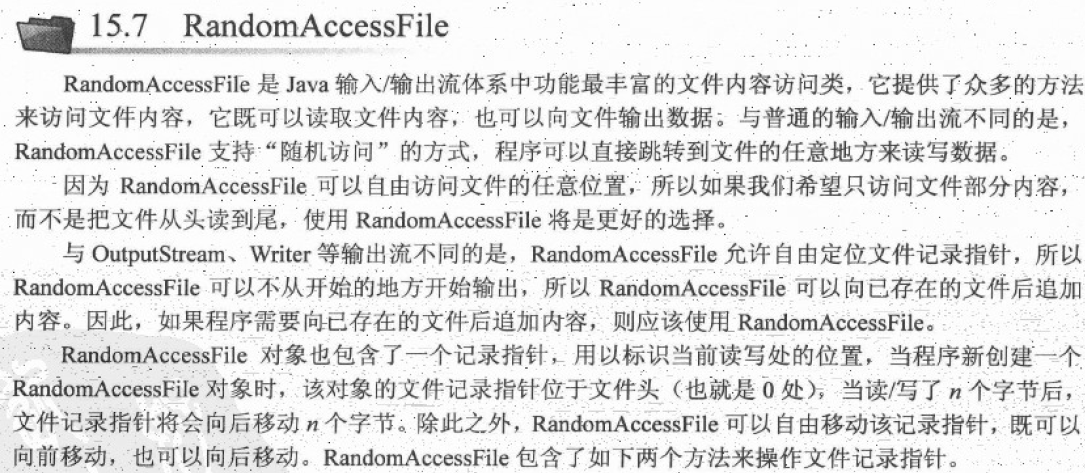 15.7 RandomAccessFile
RandomAccessFile 是 Java 输入/输出流体系中功能最丰富的文件内容访问类，它提供了众多的方法
来访问文件内容，它既可以读取文件内容，也可以向文件输出数据。与普通的输入/输出流不同的是，
RandomAccessFile 支持“随机访问”的方式，程序可以直接跳转到文件的任意地方来读写数据。
因为 RandomAccessFile 可以自由访问文件的任意位置，所以如果我们希望只访问文件部分内容，
而不是把文件从头读到尾，使用 RandomAccessFile 将是更好的选择。
与 OutputStream、Writer 等输出流不同的是，RandomAccessFile 允许自由定位文件记录指针，所以
RandomAccessFile 可以不从开始的地方开始输出，所以 RandomAccessFile 可以向已存在的文件后追加
内容。因此，如果程序需要向已存在的文件后追加内容，则应该使用 RandomAccessFile。
RandomAccessFile 对象也包含了一个记录指针，用以标识当前读写处的位置，当程序新创建一个
RandomAccessFile 对象时，该对象的文件记录指针位于文件头（也就是 0 处），当读/写了 n 个字节后，
文件记录指针将会向后移动 n 个字节。除此之外，RandomAccessFile 可以自由移动该记录指针，既可以
向前移动，也可以向后移动。RandomAccessFile 包含了如下两个方法来操作文件记录指针。